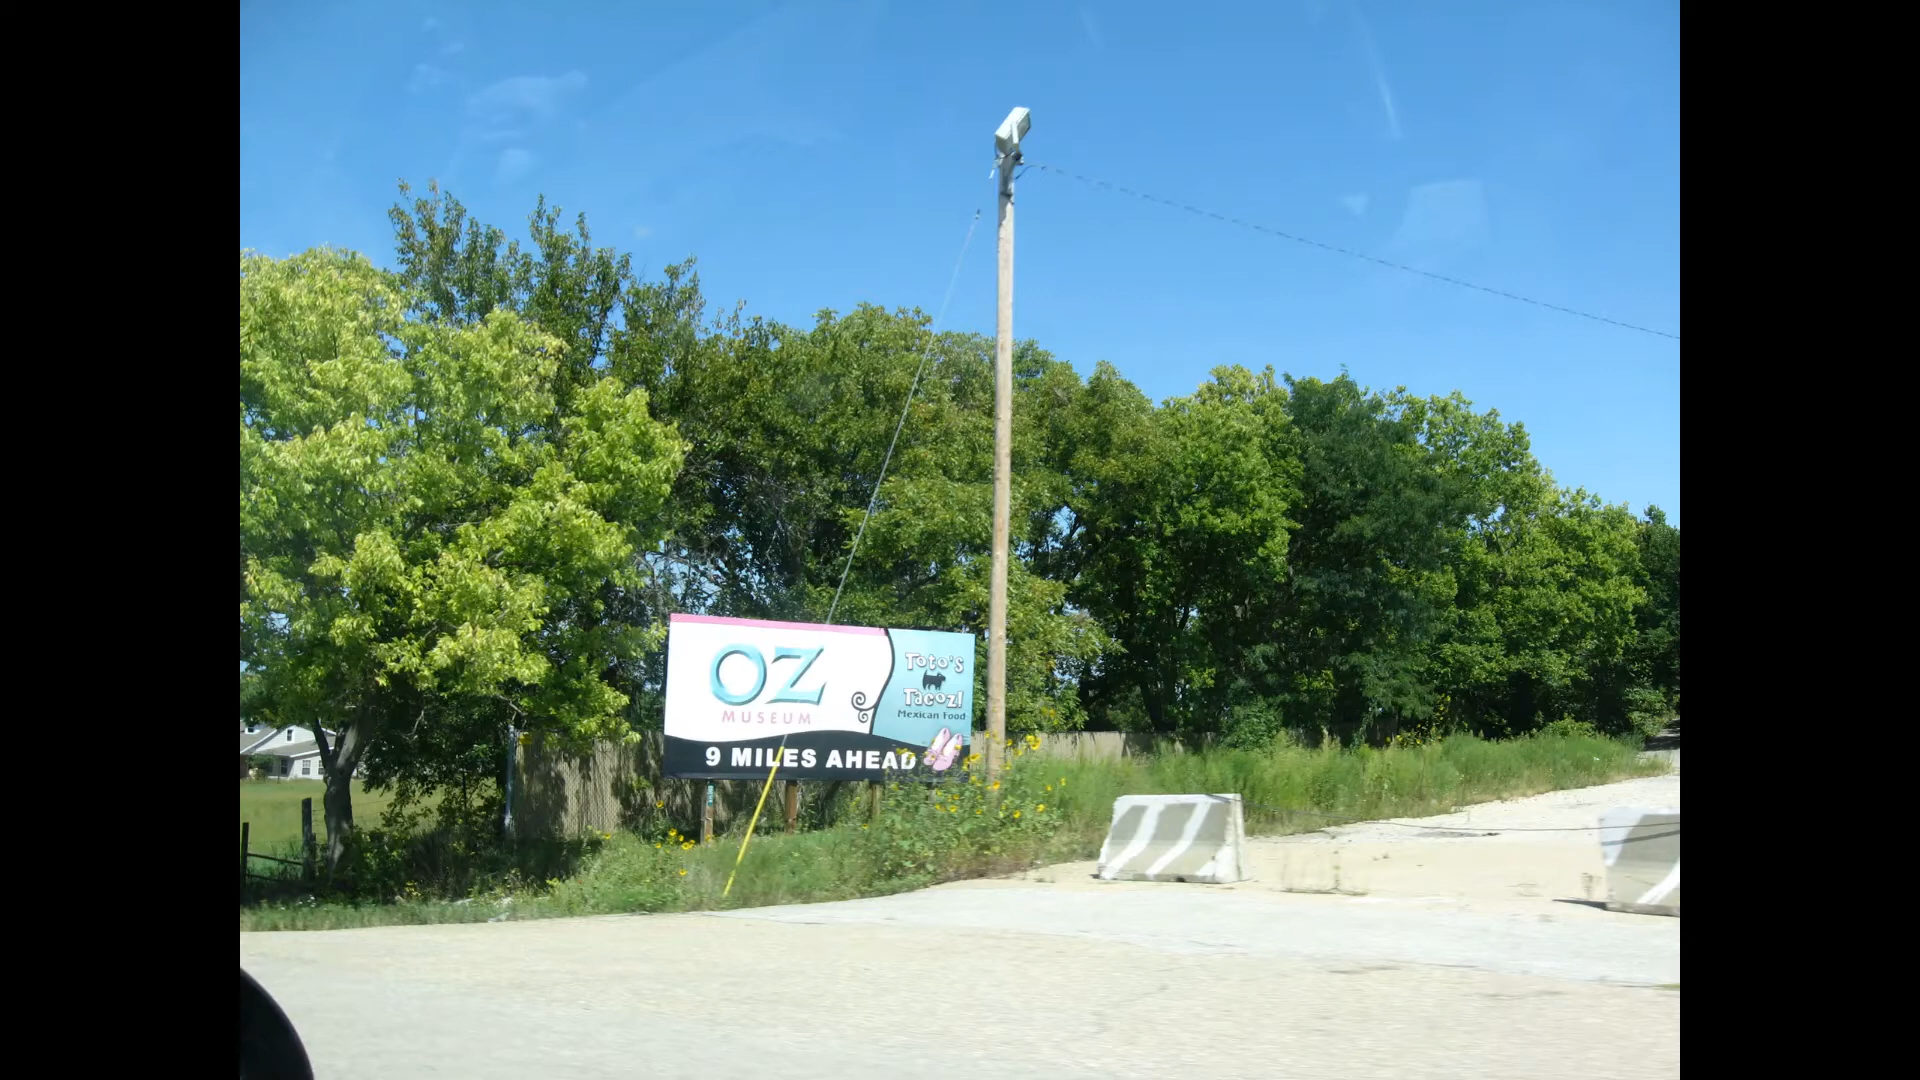 OZ
MUSEUM
Toto's
Tacoz!
Mexican Food
9 MILES AHEAD